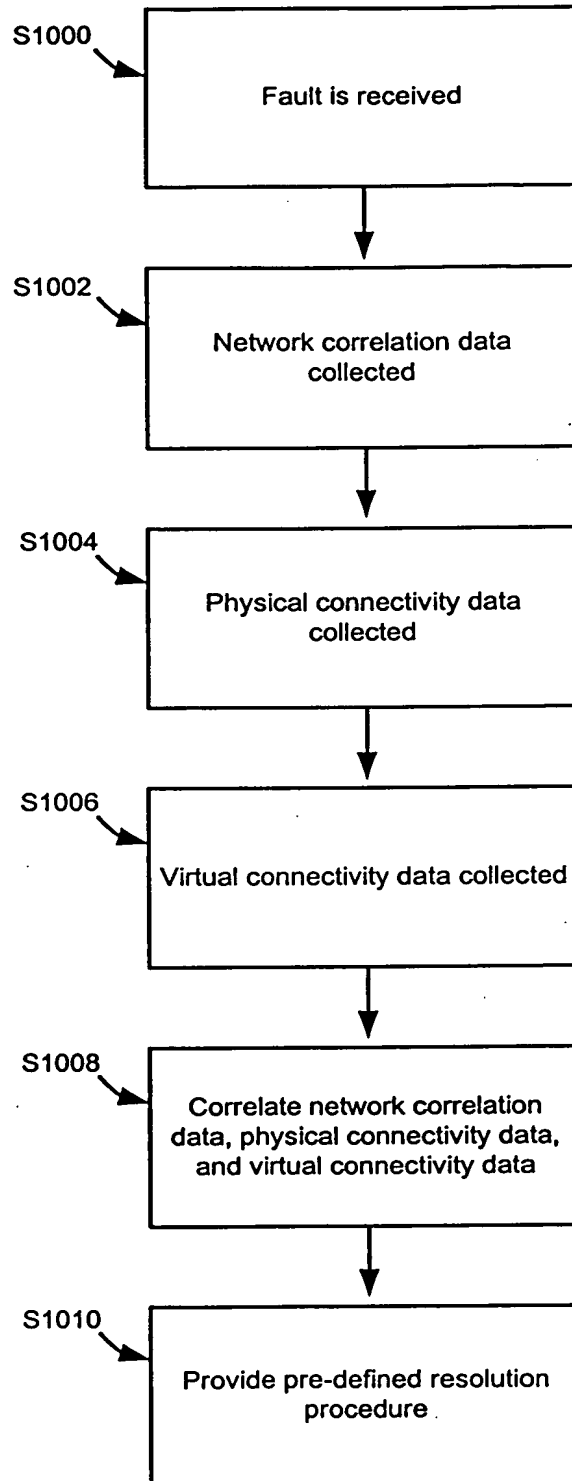 S1000
Fault is received
S1002
Network correlation data
collected
S1004
Physical connectivity data
collected
S1006
Virtual connectivity data collected
S1008
Correlate network correlation
data, physical connectivity data,
and virtual connectivity data
S1010
Provide pre-defined resolution
procedure